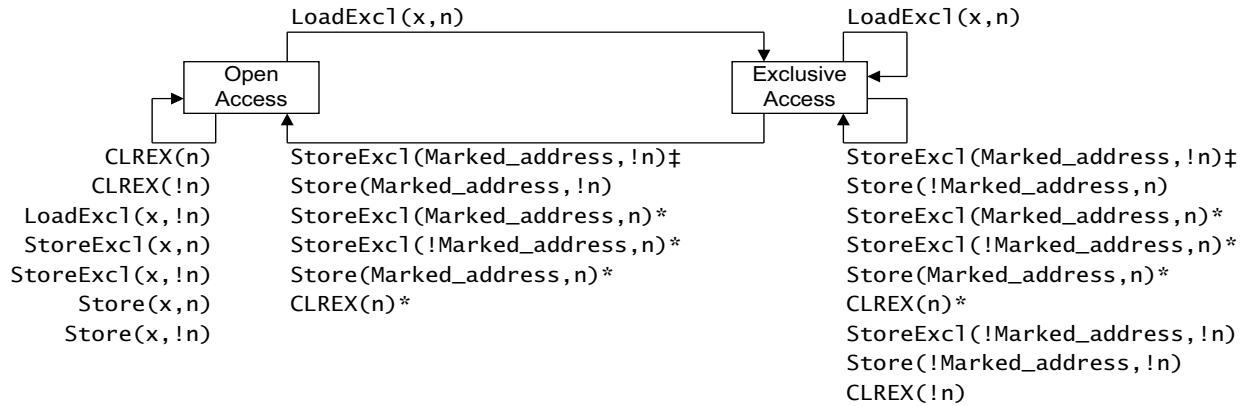 LoadExcl(x,n)
LoadExcl(x,n)
Open
Access
Exclusive
Access
CLREX(n)
CLREX(!n)
LoadExcl(x,!n)
StoreExcl(x,n)
StoreExcl(x,!n)
Store(x,n)
Store(x,!n)
StoreExcl(Marked_address,!n)‡
Store(Marked_address,!n)
StoreExcl(Marked_address,n)*
StoreExcl(!Marked_address,n)*
Store(Marked_address,n)*
CLREX(n)*
StoreExcl(Marked_address,!n)‡
Store(!Marked_address,n)
StoreExcl(Marked_address,n)*
StoreExcl(!Marked_address,n)*
Store(Marked_address,n)*
CLREX(n)*
StoreExcl(!Marked_address,!n)
Store(!Marked_address,!n)
CLREX(!n)